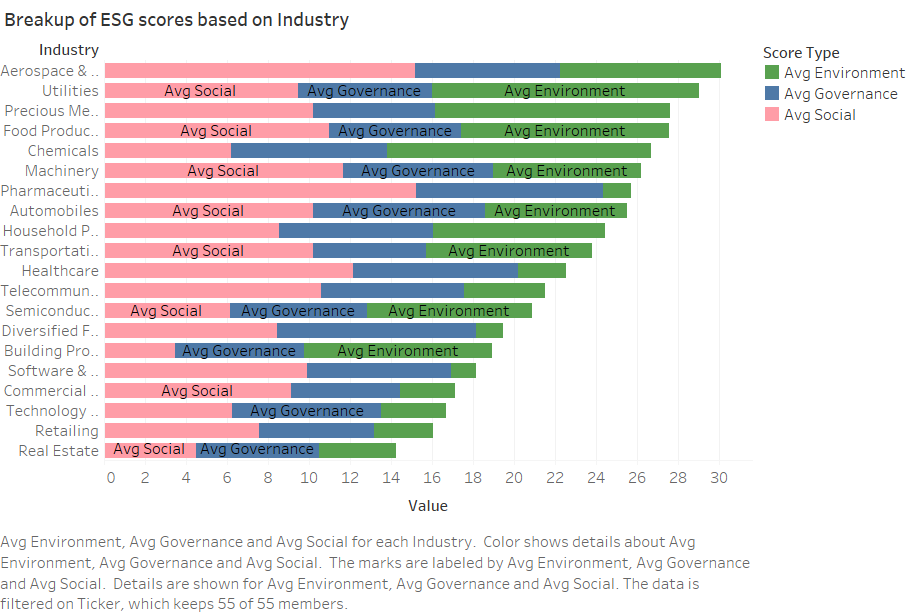 Breakup of ESG scores based on Industry
Industry
Score Type
Avg Environment
Avg Governance
Avg Social
Aerospace & ..
Utilities Avg Social Avg Governance Avg Environment
Precious Me..
Food Produc.. Avg Social Avg Governance Avg Environment
Chemicals
Machinery Avg Social Avg Governance Avg Environment
Pharmaceuti..
Automobiles Avg Social Avg Governance Avg Environment
Household P..
Transportati.. Avg Social Avg Environment
Healthcare
Telecommun..
Semiconduc.. Avg Social Avg Governance Avg Environment
Diversified F..
Building Pro.. Avg Governance Avg Environment
Software & ..
Commercial .. Avg Social
Technology .. Avg Governance
Retailing
Real Estate Avg Social Avg Governance
0 2 4 6 8 10 12 14 16 18 20 22 24 26 28 30
Value
Avg Environment, Avg Governance and Avg Social for each Industry. Color shows details about Avg
Environment, Avg Governance and Avg Social. The marks are labeled by Avg Environment, Avg Governance
and Avg Social. Details are shown for Avg Environment, Avg Governance and Avg Social. The data is
filtered on Ticker, which keeps 55 of 55 members.